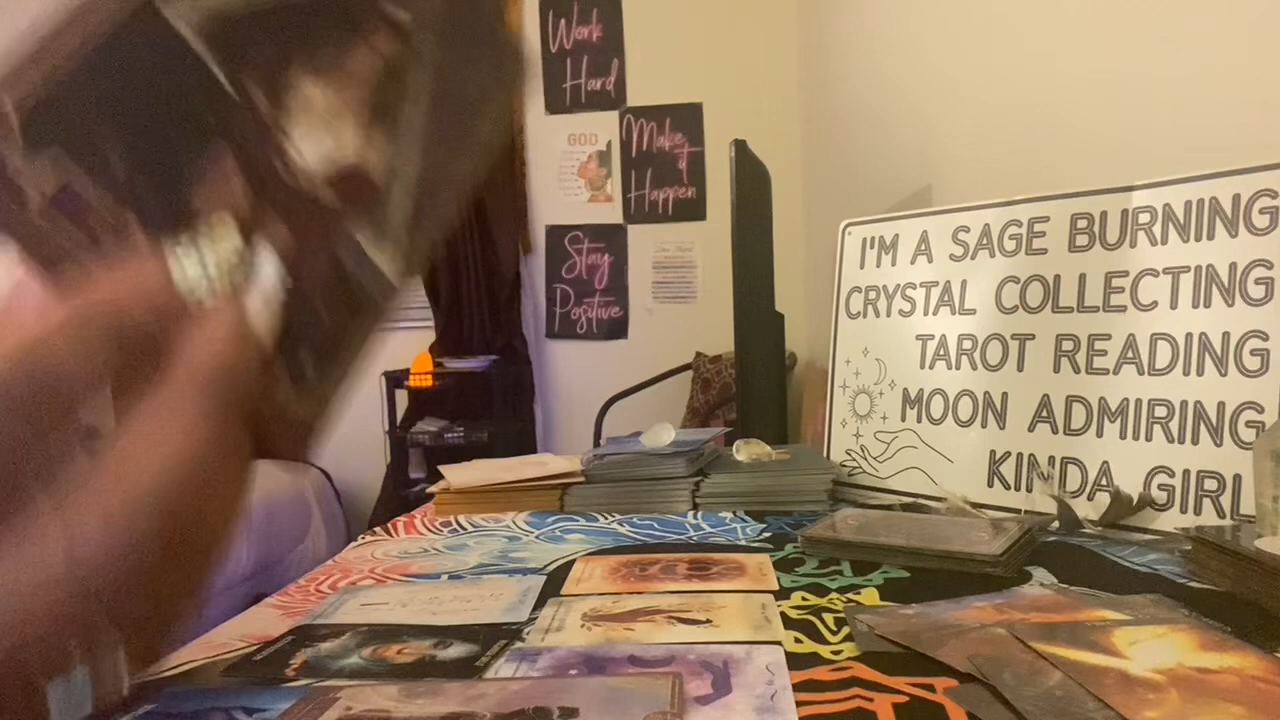 Work
Hard
GOD
Make
it
Happen
Stay
Positive
I'M A SAGE BURNING
CRYSTAL COLLECTING
TAROT READING
MOON ADMIRING
KINDA GIRL